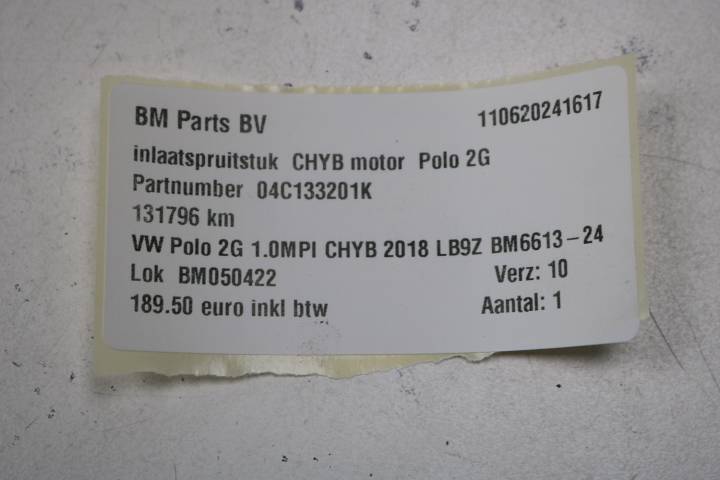 BM Parts BV 110620241617
inlaatspruitstuk CHYB motor Polo 2G
Partnumber 04C133201K
131796 km
VW Polo 2G 1.0MPI CHYB 2018 LB9Z BM6613-24
Lok BM050422 Verz: 10
189.50 euro inkl btw Aantal: 1